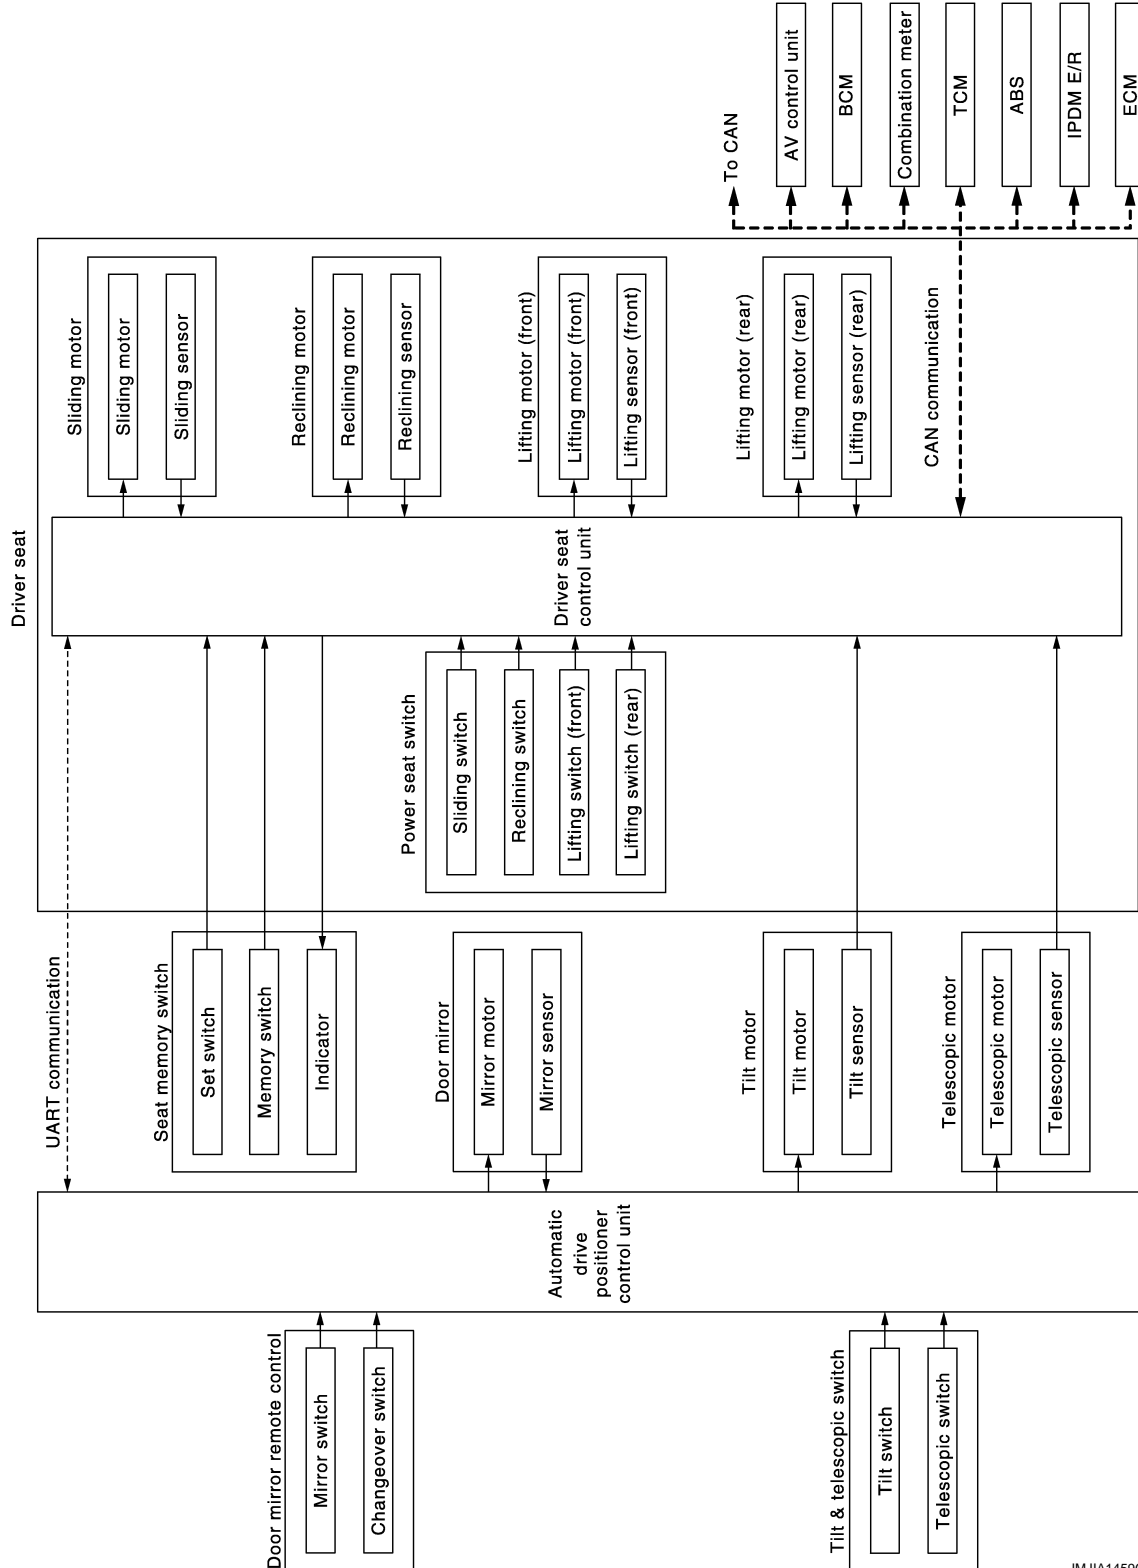 Driver seat
Sliding motor
Sliding motor
Sliding sensor
Reclining motor
Reclining motor
Reclining sensor
Lifting motor (front)
Lifting motor (front)
Lifting sensor (front)
Lifting motor (rear)
Lifting motor (rear)
Lifting sensor (rear)
CAN communication
To CAN
AV control unit
BCM
Combination meter
TCM
ABS
IPDM E/R
ECM
Driver seat
control unit
Power seat switch
Sliding switch
Reclining switch
Lifting switch (front)
Lifting switch (rear)
UART communication
Seat memory switch
Set switch
Memory switch
Indicator
Door mirror
Mirror motor
Mirror sensor
Tilt motor
Tilt motor
Tilt sensor
Telescopic motor
Telescopic motor
Telescopic sensor
Automatic
drive
positioner
control unit
Door mirror remote control
Mirror switch
Changeover switch
Tilt & telescopic switch
Tilt switch
Telescopic switch